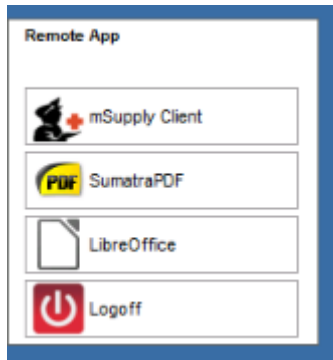 Remote App
mSupply Client
PDF SumatraPDF
LibreOffice
Logoff